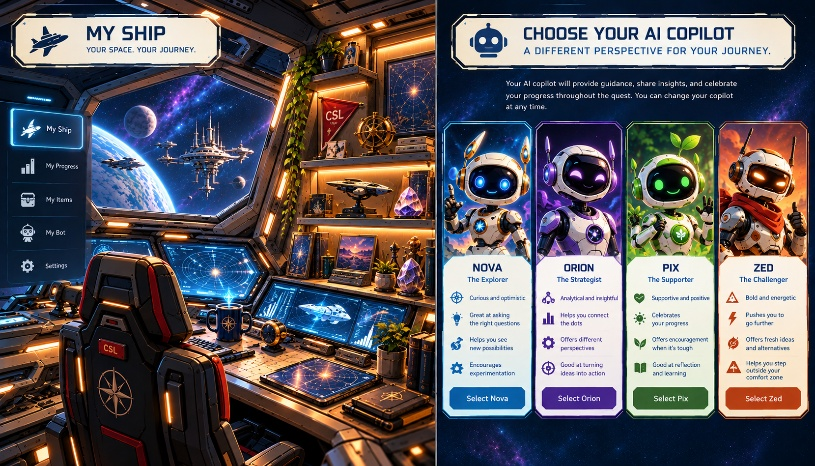 MY SHIP
YOUR SPACE. YOUR JOURNEY.
My Ship
My Progress
My Items
My Bot
Settings
CSL
CSL
CHOOSE YOUR AI COPILOT
A DIFFERENT PERSPECTIVE FOR YOUR JOURNEY.
Your AI copilot will provide guidance, share insights, and celebrate
your progress throughout the quest. You can change your copilot
at any time.
NOVA
The Explorer
Curious and optimistic
Great at asking
the right questions
Helps you see
new possibilities
Encourages
experimentation
Select Nova
ORION
The Strategist
Analytical and insightful
Helps you connect
the dots
Offers different
perspectives
Good at turning
ideas into action
Select Orion
PIX
The Supporter
Supportive and positive
Celebrates
your progress
Offers encouragement
when it's tough
Good at reflection
and learning
Select Pix
ZED
The Challenger
Bold and energetic
Pushes you to
go further
Offers fresh ideas
and alternatives
Helps you step
outside your
comfort zone
Select Zed